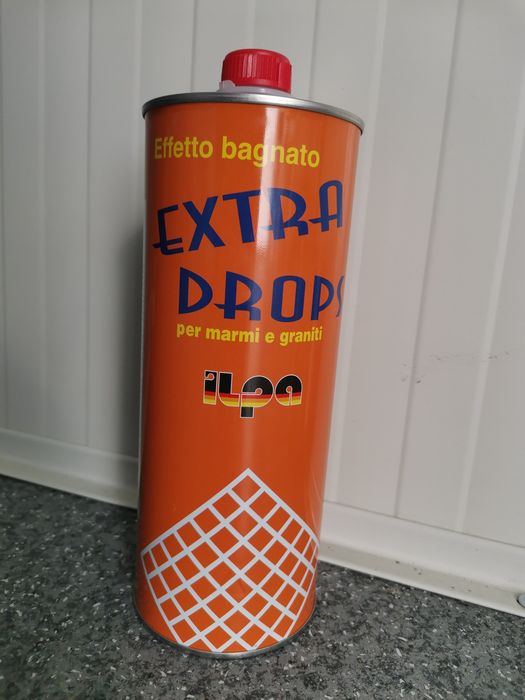 Effetto bagnato
EXTRA
DROPS
per marmi e graniti
ilpa